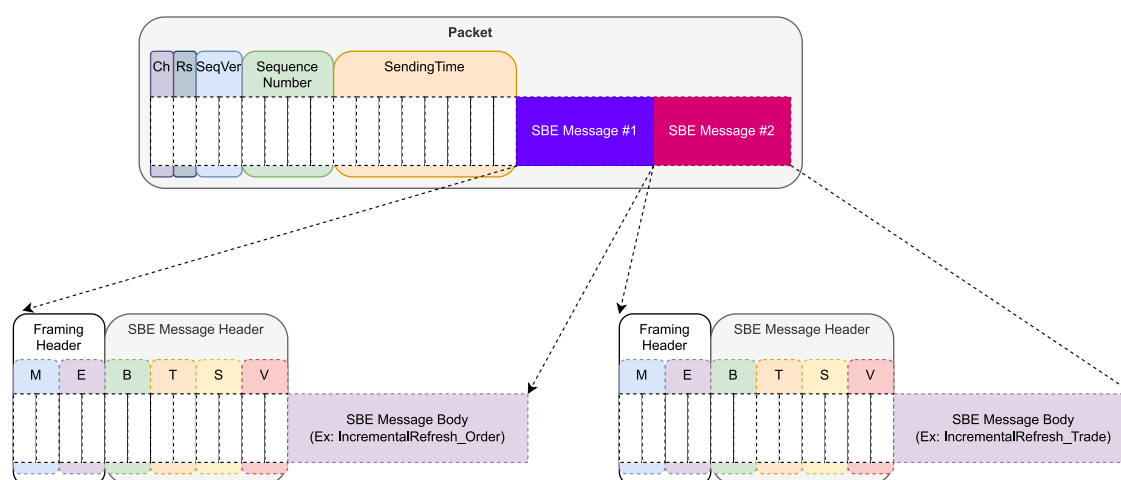 Packet
Ch Rs SeqVer Sequence SendingTime
Number
SBE Message #1 SBE Message #2
Framing SBE Message Header Framing SBE Message Header
Header Header
M E B T S V M E B T S V
SBE Message Body SBE Message Body
(Ex: IncrementalRefresh_Order) (Ex: IncrementalRefresh_Trade)